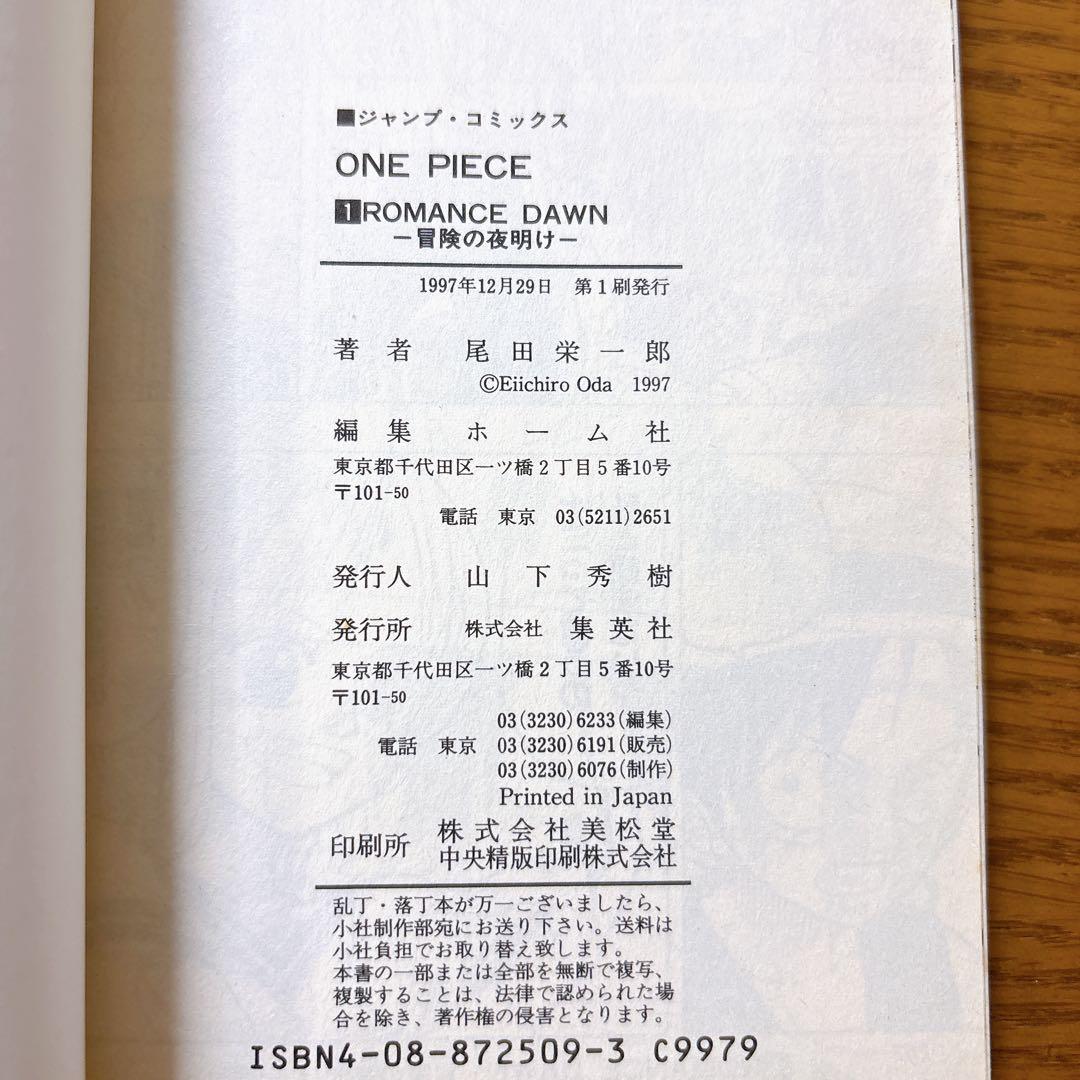 ■ジャンプ・コミックス
ONE PIECE
1 ROMANCE DAWN
―冒険の夜明け―
1997年12月29日 第1刷発行
著者 尾田栄一郎
©Eiichiro Oda 1997
編集 ホーム社
東京都千代田区一ツ橋2丁目5番10号
〒101-50
電話 東京 03(5211)2651
発行人 山下秀樹
発行所 株式会社 集英社
東京都千代田区一ツ橋2丁目5番10号
〒101-50
03(3230)6233(編集)
電話 東京 03(3230)6191(販売)
03(3230)6076(制作)
Printed in Japan
印刷所 株式会社美松堂
中央精版印刷株式会社
乱丁・落丁本が万一ございましたら、
小社制作部宛にお送り下さい。送料は
小社負担でお取り替え致します。
本書の一部または全部を無断で複写、
複製することは、法律で認められた場
合を除き、著作権の侵害となります。
ISBN4-08-872509-3 C9979